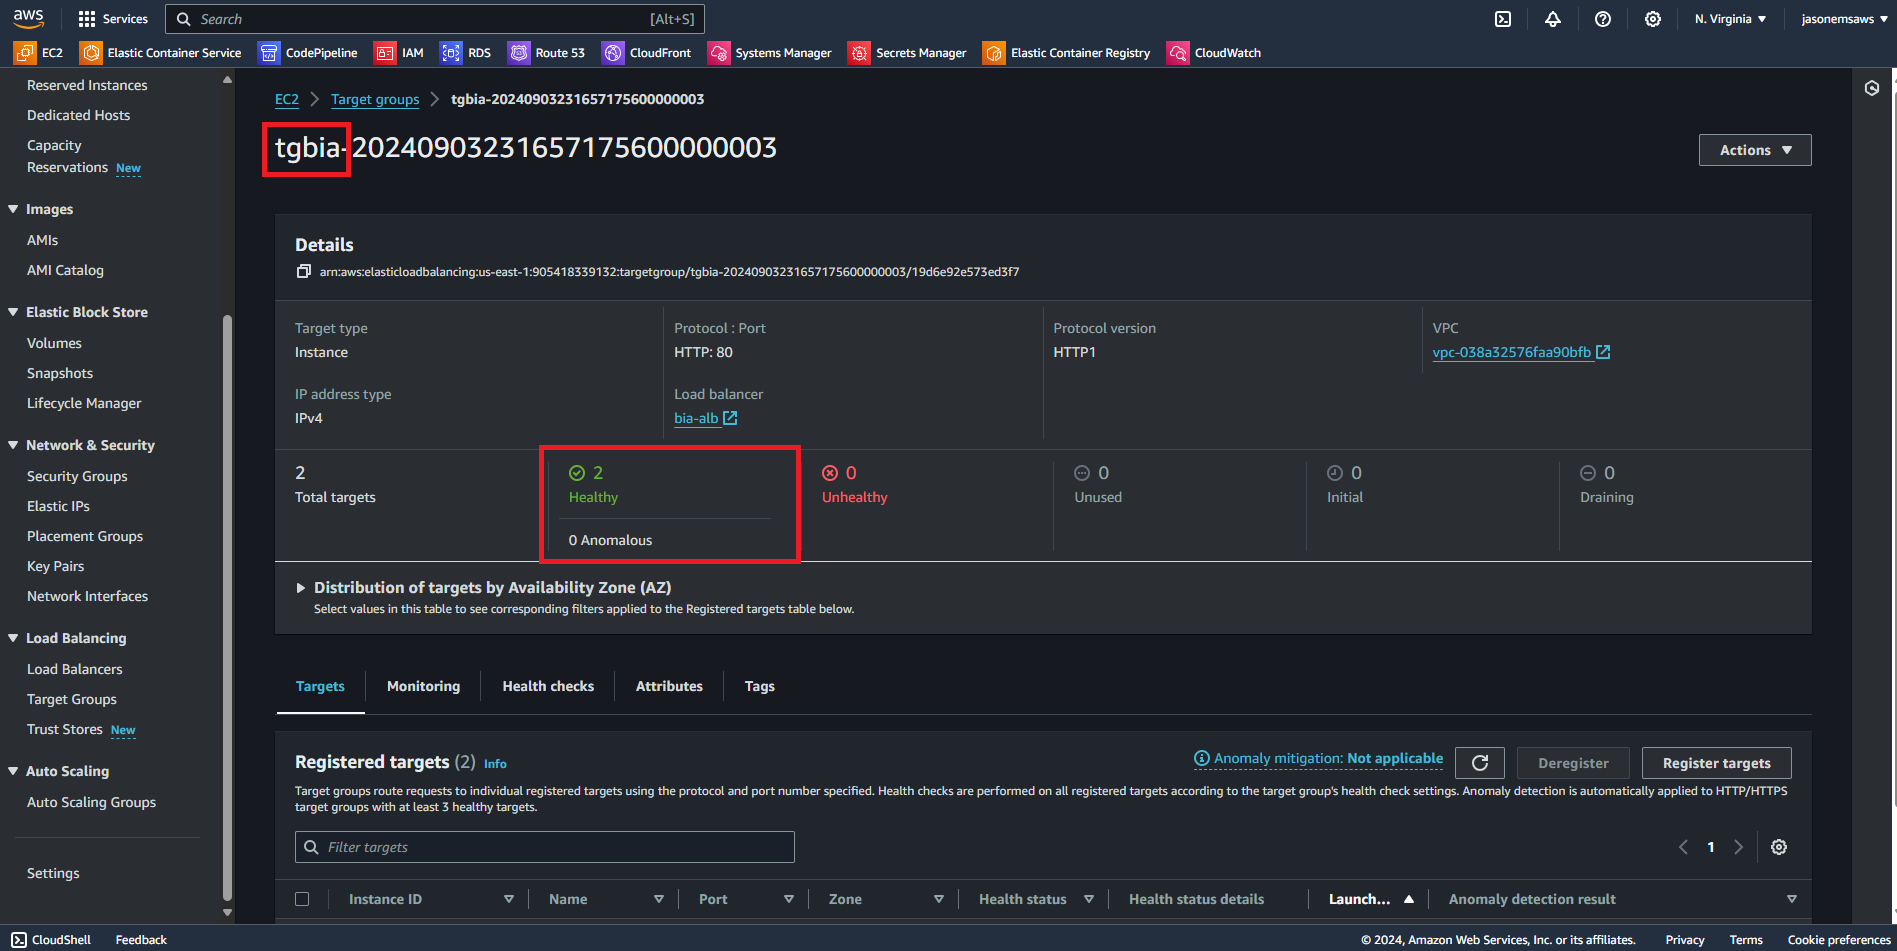 aws
Services
Search
[Alt+S]
N. Virginia
jasonemsaws
EC2
Elastic Container Service
CodePipeline
IAM
RDS
Route 53
CloudFront
Systems Manager
Secrets Manager
Elastic Container Registry
CloudWatch
Reserved Instances
Dedicated Hosts
Capacity
Reservations New
Images
AMIs
AMI Catalog
Elastic Block Store
Volumes
Snapshots
Lifecycle Manager
Network & Security
Security Groups
Elastic IPs
Placement Groups
Key Pairs
Network Interfaces
Load Balancing
Load Balancers
Target Groups
Trust Stores New
Auto Scaling
Auto Scaling Groups
Settings
EC2
Target groups
tgbia-20240903231657175600000003
tgbia-20240903231657175600000003
Actions
Details
arn:aws:elasticloadbalancing:us-east-1:905418339132:targetgroup/tgbia-20240903231657175600000003/19d6e92e573ed3f7
Target type
Instance
Protocol : Port
HTTP: 80
Protocol version
HTTP1
VPC
vpc-038a32576faa90bfb
IP address type
IPv4
Load balancer
bia-alb
2
Total targets
2
Healthy
0 Anomalous
0
Unhealthy
0
Unused
0
Initial
0
Draining
Distribution of targets by Availability Zone (AZ)
Select values in this table to see corresponding filters applied to the Registered targets table below.
Targets
Monitoring
Health checks
Attributes
Tags
Registered targets (2) Info
Anomaly mitigation: Not applicable
Deregister
Register targets
Target groups route requests to individual registered targets using the protocol and port number specified. Health checks are performed on all registered targets according to the target group's health check settings. Anomaly detection is automatically applied to HTTP/HTTPS
target groups with at least 3 healthy targets.
Filter targets
1
Instance ID
Name
Port
Zone
Health status
Health status details
Launch...
Anomaly detection result
CloudShell
Feedback
© 2024, Amazon Web Services, Inc. or its affiliates.
Privacy
Terms
Cookie preferences